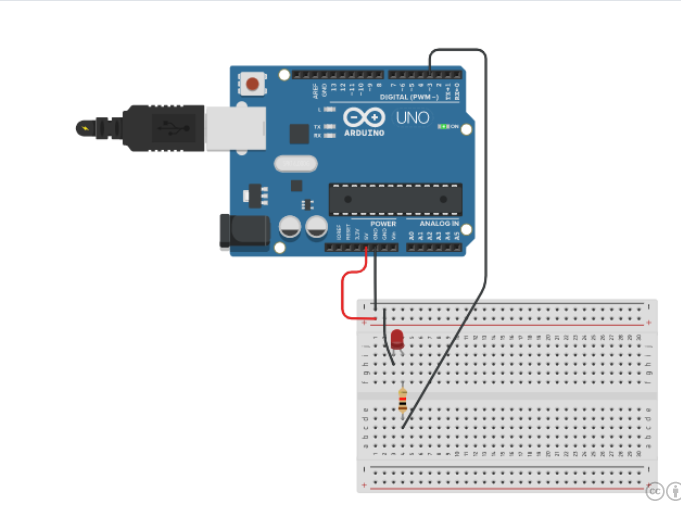 AREF
GND
13
12
~11
~10
~9
8
7
~6
~5
4
~3
2
TX→1
RX←0
DIGITAL (PWM~)
L
TX
RX
ARDUINO
UNO
ON
POWER
ANALOG IN
IOREF
RESET
3.3V
5V
GND
GND
Vin
A0
A1
A2
A3
A4
A5
j
i
h
g
f
e
d
c
b
a
cc